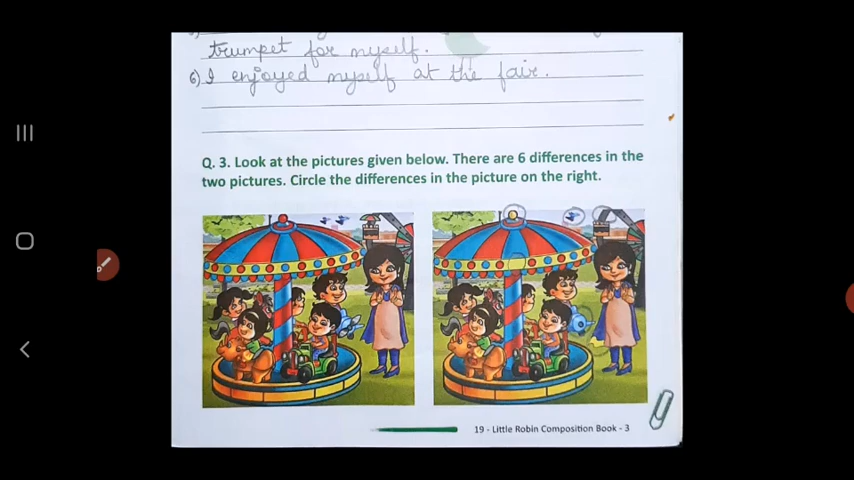 trumpet for myself.
6) I enjoyed myself at the fair.
Q. 3. Look at the pictures given below. There are 6 differences in the
two pictures. Circle the differences in the picture on the right.
19 - Little Robin Composition Book - 3